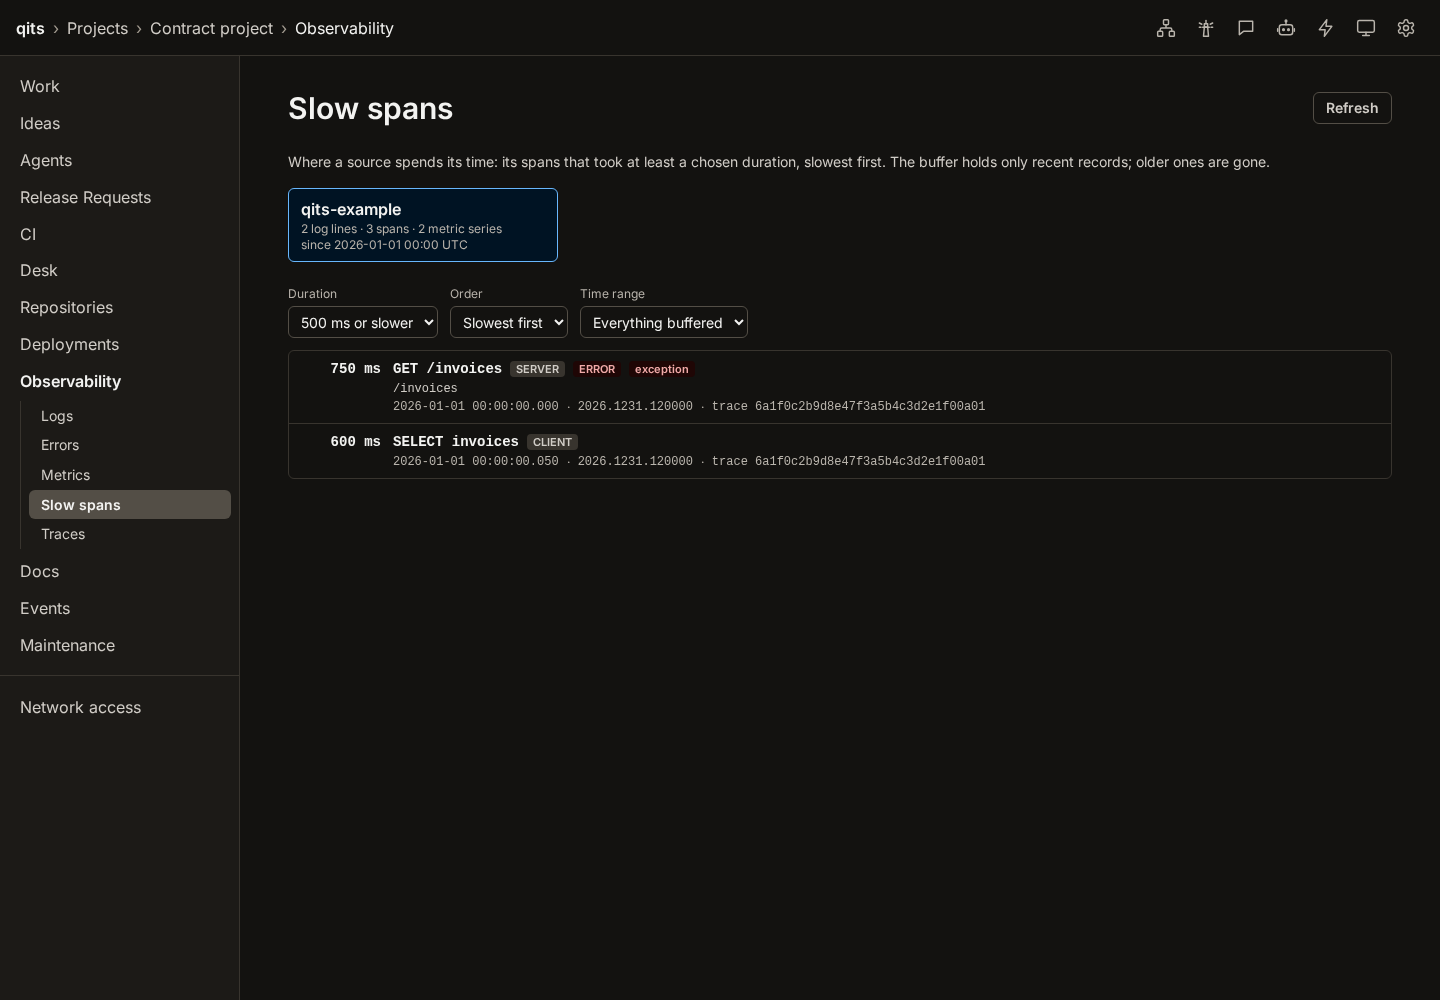 qits › Projects › Contract project › Observability
Work
Ideas
Agents
Release Requests
CI
Desk
Repositories
Deployments
Observability
Logs
Errors
Metrics
Slow spans
Traces
Docs
Events
Maintenance
Network access
Slow spans
Refresh
Where a source spends its time: its spans that took at least a chosen duration, slowest first. The buffer holds only recent records; older ones are gone.
qits-example
2 log lines · 3 spans · 2 metric series
since 2026-01-01 00:00 UTC
Duration Order Time range
500 ms or slower Slowest first Everything buffered
750 ms GET /invoices SERVER ERROR exception
/invoices
2026-01-01 00:00:00.000 · 2026.1231.120000 · trace 6a1f0c2b9d8e47f3a5b4c3d2e1f00a01
600 ms SELECT invoices CLIENT
2026-01-01 00:00:00.050 · 2026.1231.120000 · trace 6a1f0c2b9d8e47f3a5b4c3d2e1f00a01